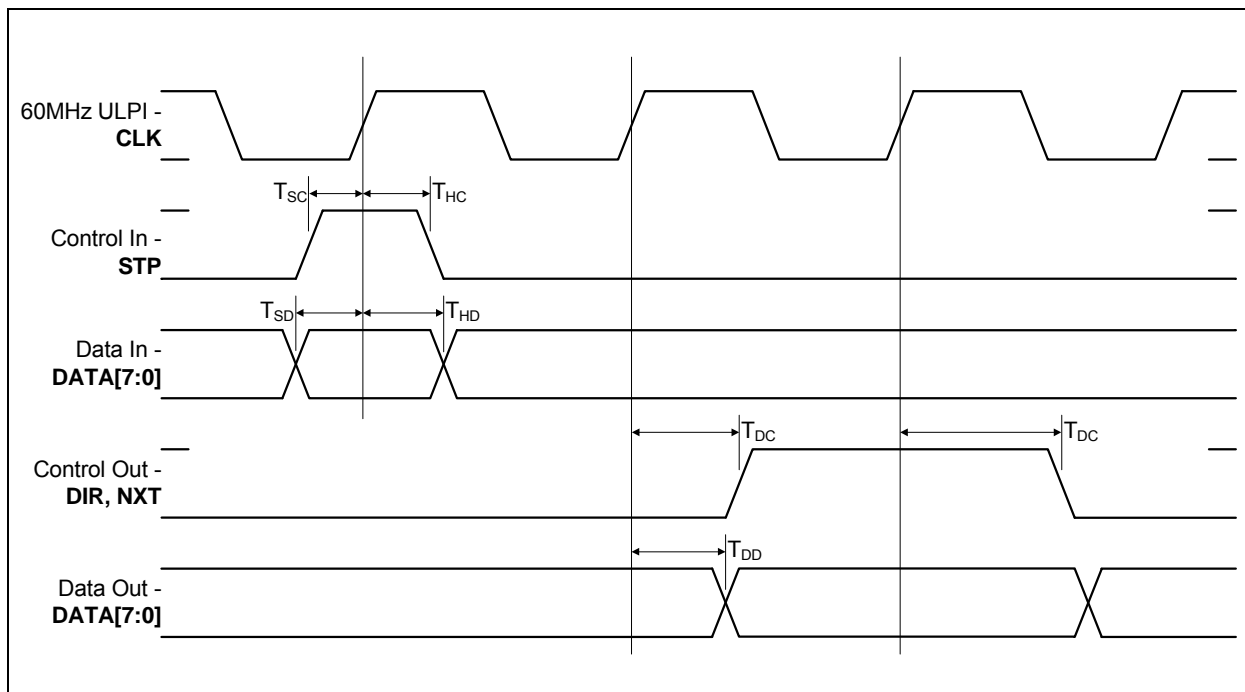 60MHz ULPI -
CLK
T_SC
T_HC
Control In -
STP
T_SD
T_HD
Data In -
DATA[7:0]
T_DC
T_DC
Control Out -
DIR, NXT
T_DD
Data Out -
DATA[7:0]